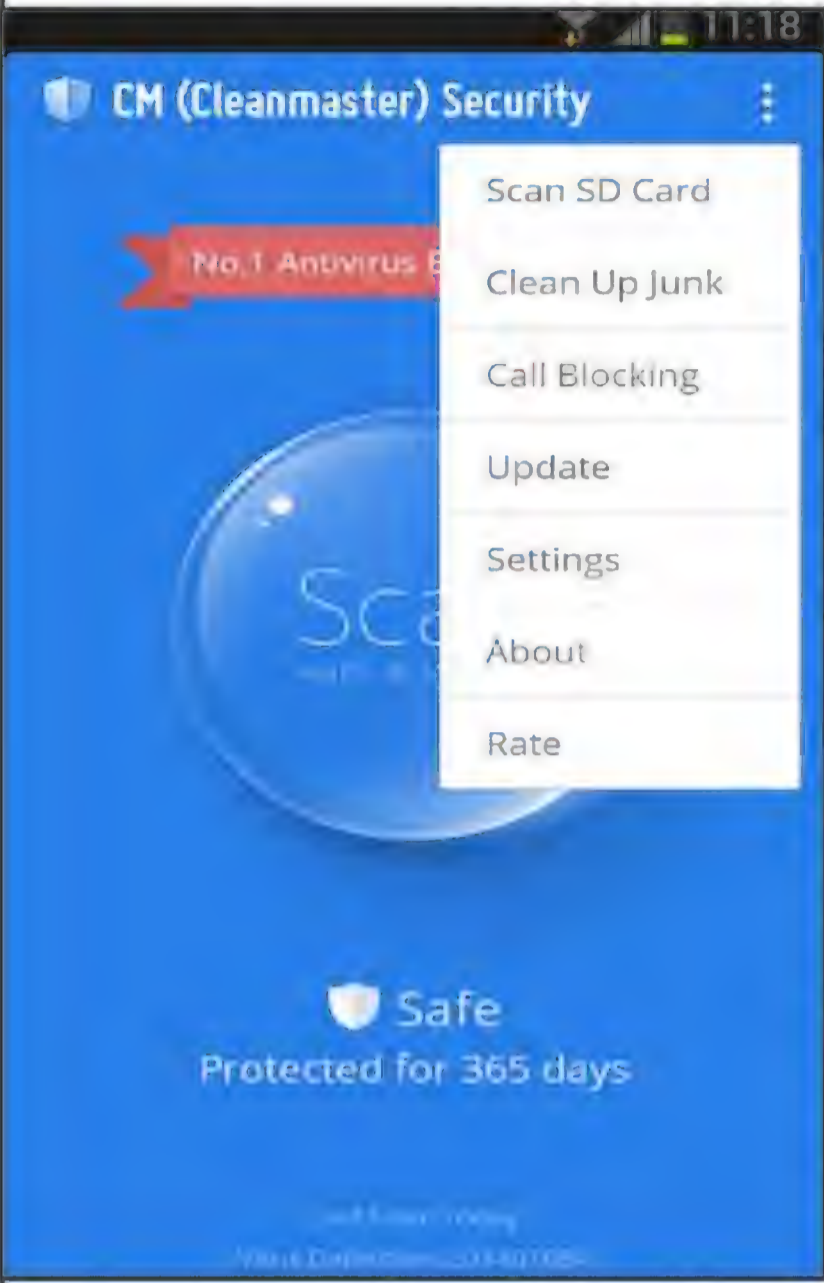 11:18
CM (Cleanmaster) Security
Scan SD Card
No.1 Antivirus
Clean Up Junk
Call Blocking
Update
Settings
About
Rate
Safe
Protected for 365 days